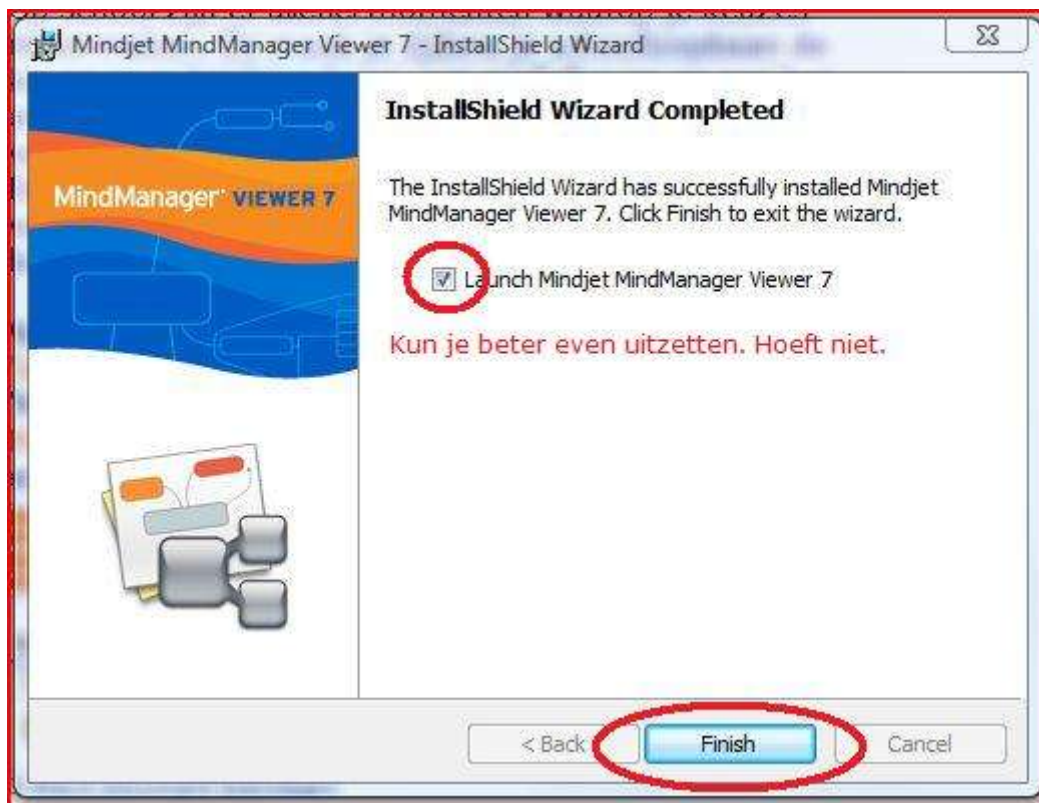 Mindjet MindManager Viewer 7 - InstallShield Wizard
InstallShield Wizard Completed
MindManager VIEWER 7
The InstallShield Wizard has successfully installed Mindjet
MindManager Viewer 7. Click Finish to exit the wizard.
Launch Mindjet MindManager Viewer 7
Kun je beter even uitzetten. Hoeft niet.
< Back
Finish
Cancel